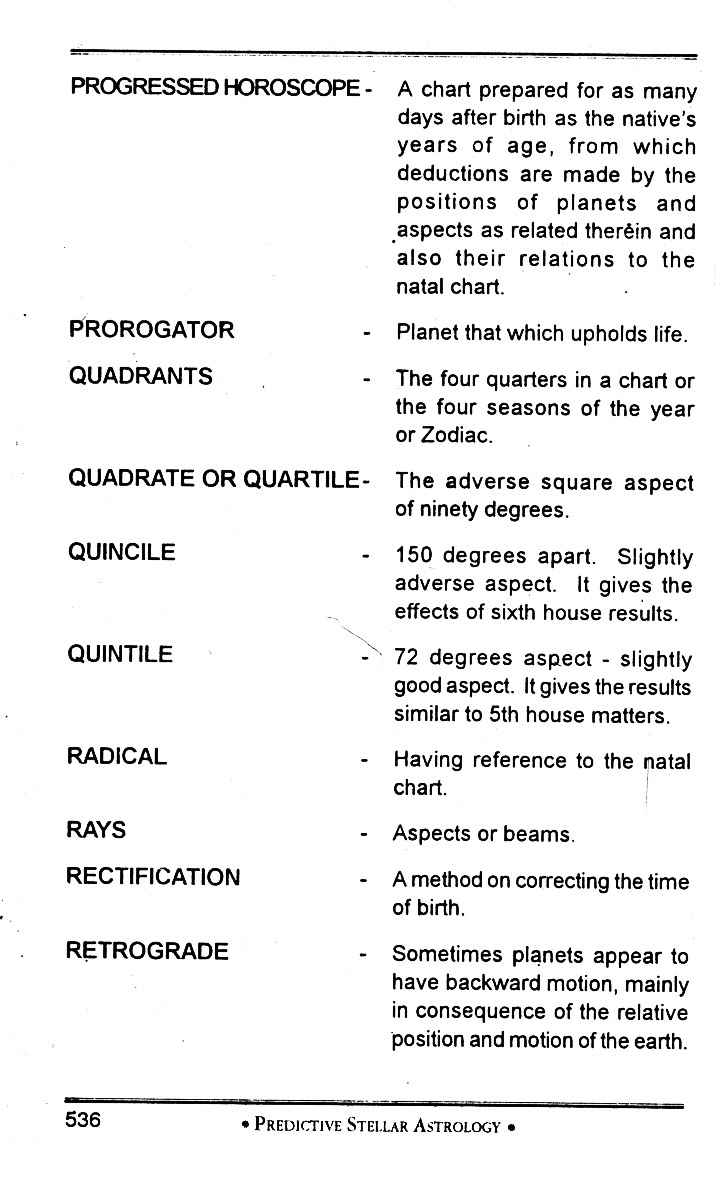 PROGRESSED HOROSCOPE - A chart prepared for as many
days after birth as the native's
years of age, from which
deductions are made by the
positions of planets and
aspects as related therein and
also their relations to the
natal chart.
PROROGATOR - Planet that which upholds life.
QUADRANTS - The four quarters in a chart or
the four seasons of the year
or Zodiac.
QUADRATE OR QUARTILE - The adverse square aspect
of ninety degrees.
QUINCILE - 150 degrees apart. Slightly
adverse aspect. It gives the
effects of sixth house results.
QUINTILE - 72 degrees aspect - slightly
good aspect. It gives the results
similar to 5th house matters.
RADICAL - Having reference to the natal
chart.
RAYS - Aspects or beams.
RECTIFICATION - A method on correcting the time
of birth.
RETROGRADE - Sometimes planets appear to
have backward motion, mainly
in consequence of the relative
position and motion of the earth.
536 • PREDICTIVE STELLAR ASTROLOGY •